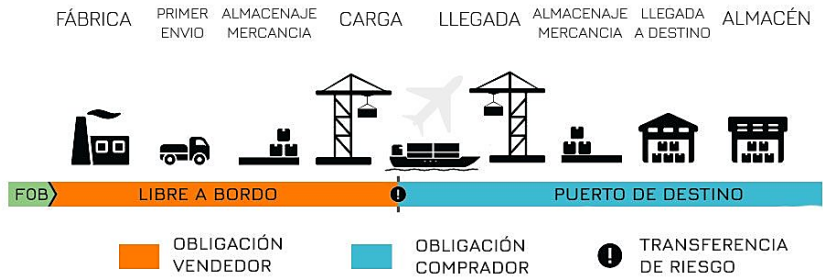 FÁBRICA
PRIMER
ENVIO
ALMACENAJE
MERCANCIA
CARGA
LLEGADA
ALMACENAJE
MERCANCIA
LLEGADA
A DESTINO
ALMACÉN
FOB
LIBRE A BORDO
PUERTO DE DESTINO
OBLIGACIÓN
VENDEDOR
OBLIGACIÓN
COMPRADOR
TRANSFERENCIA
DE RIESGO